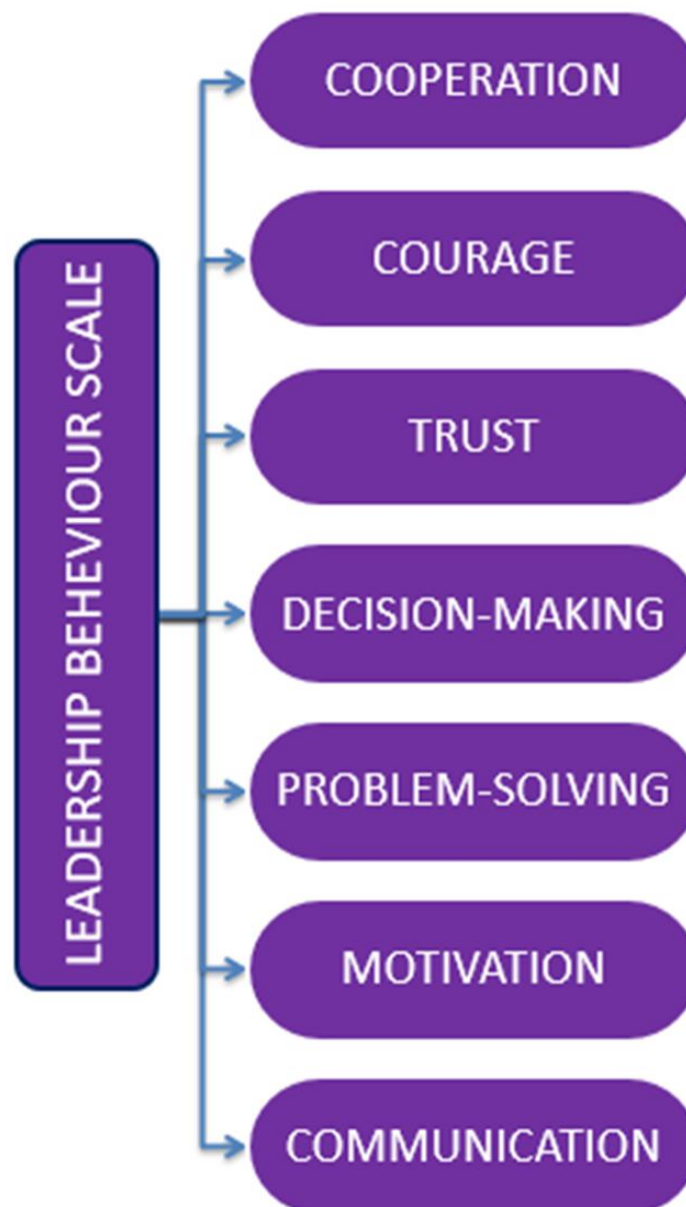 LEADERSHIP BEHEVIOUR SCALE
COOPERATION
COURAGE
TRUST
DECISION-MAKING
PROBLEM-SOLVING
MOTIVATION
COMMUNICATION